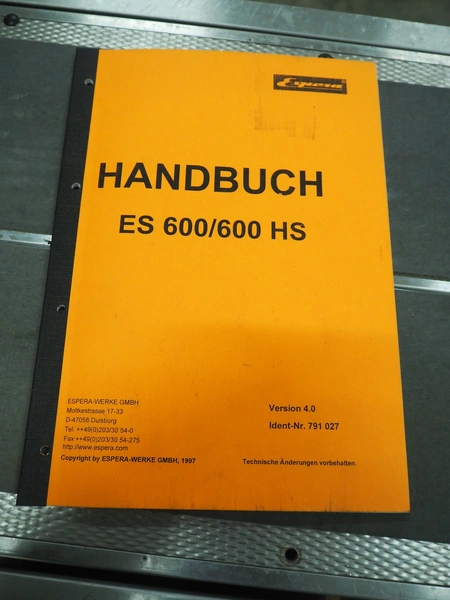 Espera
HANDBUCH
ES 600/600 HS
ESPERA-WERKE GMBH
Moltkestrasse 17-33
D-47058 Duisburg
Tel. ++49(0)203/30 54-0
Fax ++49(0)203/30 54-275
http://www.espera.com
Copyright by ESPERA-WERKE GMBH, 1997
Version 4.0
Ident-Nr. 791 027
Technische Änderungen vorbehalten.